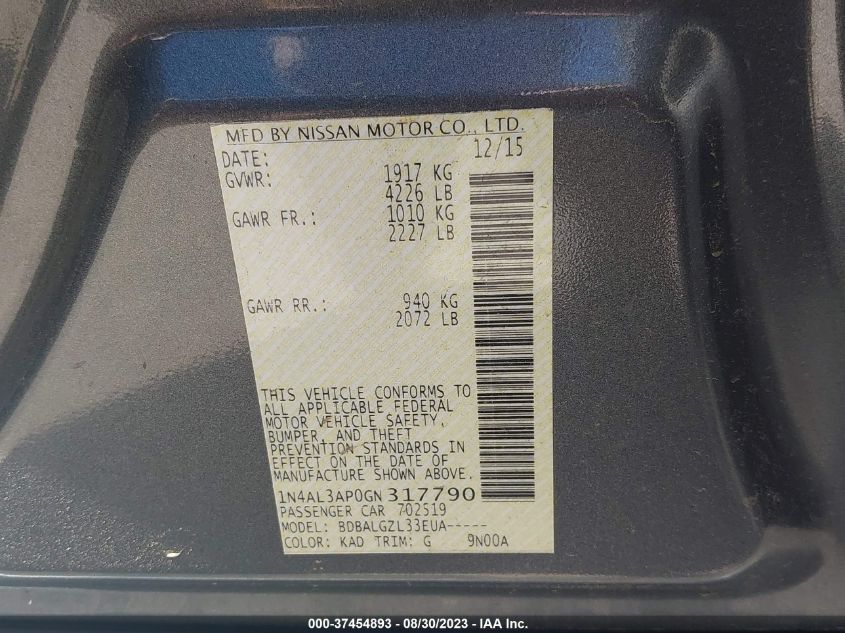 MFD BY NISSAN MOTOR CO., LTD.
DATE: 12/15
GVWR: 1917 KG
4226 LB
GAWR FR.: 1010 KG
2227 LB
GAWR RR.: 940 KG
2072 LB
THIS VEHICLE CONFORMS TO
ALL APPLICABLE FEDERAL
MOTOR VEHICLE SAFETY,
BUMPER, AND THEFT
PREVENTION STANDARDS IN
EFFECT ON THE DATE OF
MANUFACTURE SHOWN ABOVE.
1N4AL3AP0GN317790
PASSENGER CAR 702519
MODEL: BDBALGZL33EUA-----
COLOR: KAD TRIM: G 9N00A
000-37454893 - 08/30/2023 - IAA Inc.